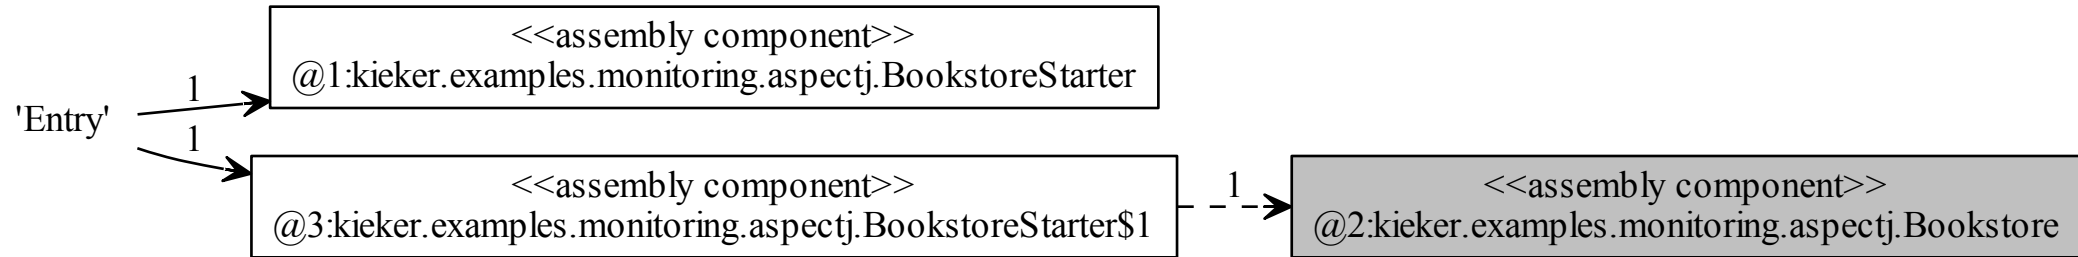 <<assembly component>>
@1:kieker.examples.monitoring.aspectj.BookstoreStarter
1
'Entry'
1
<<assembly component>>
@3:kieker.examples.monitoring.aspectj.BookstoreStarter$1
1
<<assembly component>>
@2:kieker.examples.monitoring.aspectj.Bookstore